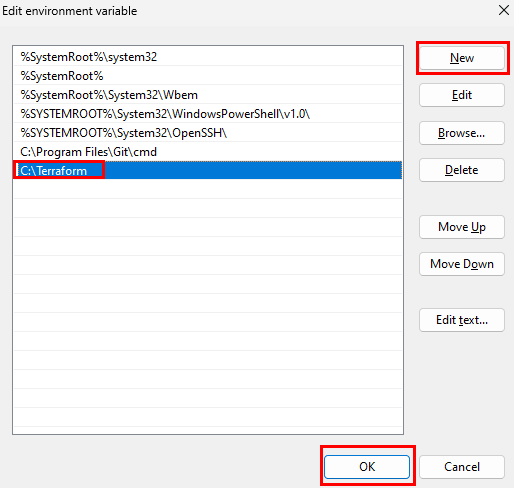 Edit environment variable
%SystemRoot%\system32
%SystemRoot%
%SystemRoot%\System32\Wbem
%SYSTEMROOT%\System32\WindowsPowerShell\v1.0\
%SYSTEMROOT%\System32\OpenSSH\
C:\Program Files\Git\cmd
C:\Terraform
New
Edit
Browse...
Delete
Move Up
Move Down
Edit text...
OK
Cancel